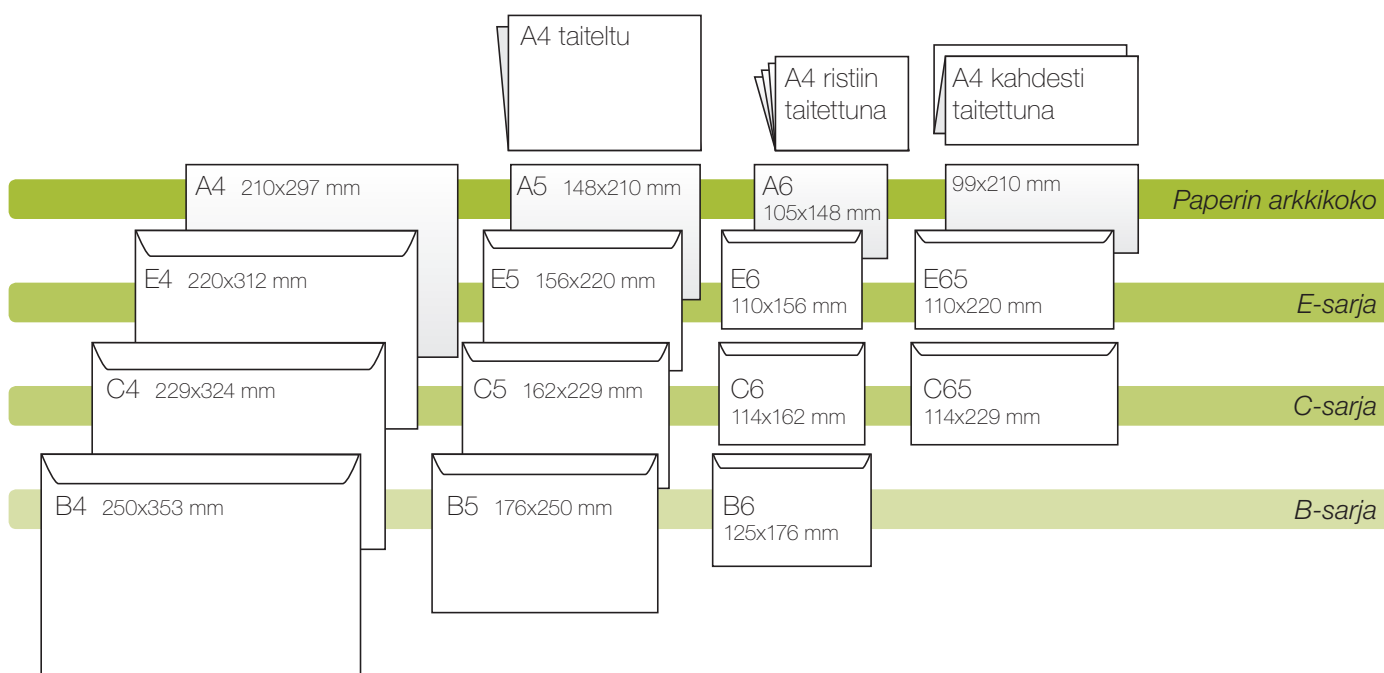 A4 taiteltu
A4 ristiin
taitettuna
A4 kahdesti
taitettuna
A4 210x297 mm
A5 148x210 mm
A6
105x148 mm
99x210 mm
Paperin arkkikoko
E4 220x312 mm
E5 156x220 mm
E6
110x156 mm
E65
110x220 mm
E-sarja
C4 229x324 mm
C5 162x229 mm
C6
114x162 mm
C65
114x229 mm
C-sarja
B4 250x353 mm
B5 176x250 mm
B6
125x176 mm
B-sarja